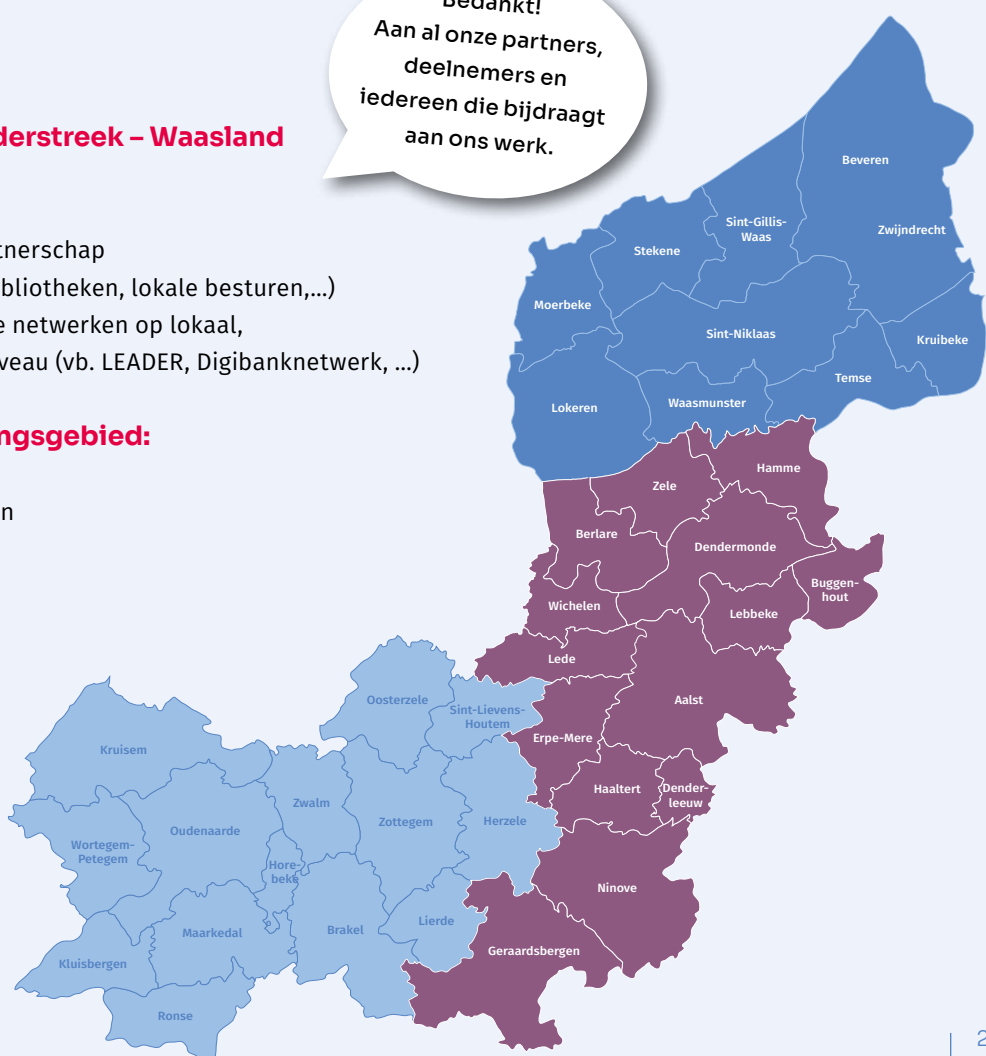 Bedankt!
Aan al onze partners,
deelnemers en
iedereen die bijdraagt
aan ons werk.
derstreek – Waasland
tnerschap
bliotheken, lokale besturen,...)
e netwerken op lokaal,
veau (vb. LEADER, Digibanknetwerk, ...)
ngsgebied:
n
Beveren
Zwijndrecht
Sint-Gillis-
Waas
Stekene
Moerbeke
Sint-Niklaas
Kruibeke
Temse
Waasmunster
Lokeren
Hamme
Zele
Berlare
Dendermonde
Buggen-
hout
Wichelen
Lebbeke
Lede
Aalst
Oosterzele
Sint-Lievens-
Houtem
Erpe-Mere
Kruisem
Haaltert
Dender-
leeuw
Zwalm
Zottegem
Herzele
Oudenaarde
Wortegem-
Petegem
Hore-
beke
Ninove
Lierde
Brakel
Maarkedal
Geraardsbergen
Kluisbergen
Ronse
2